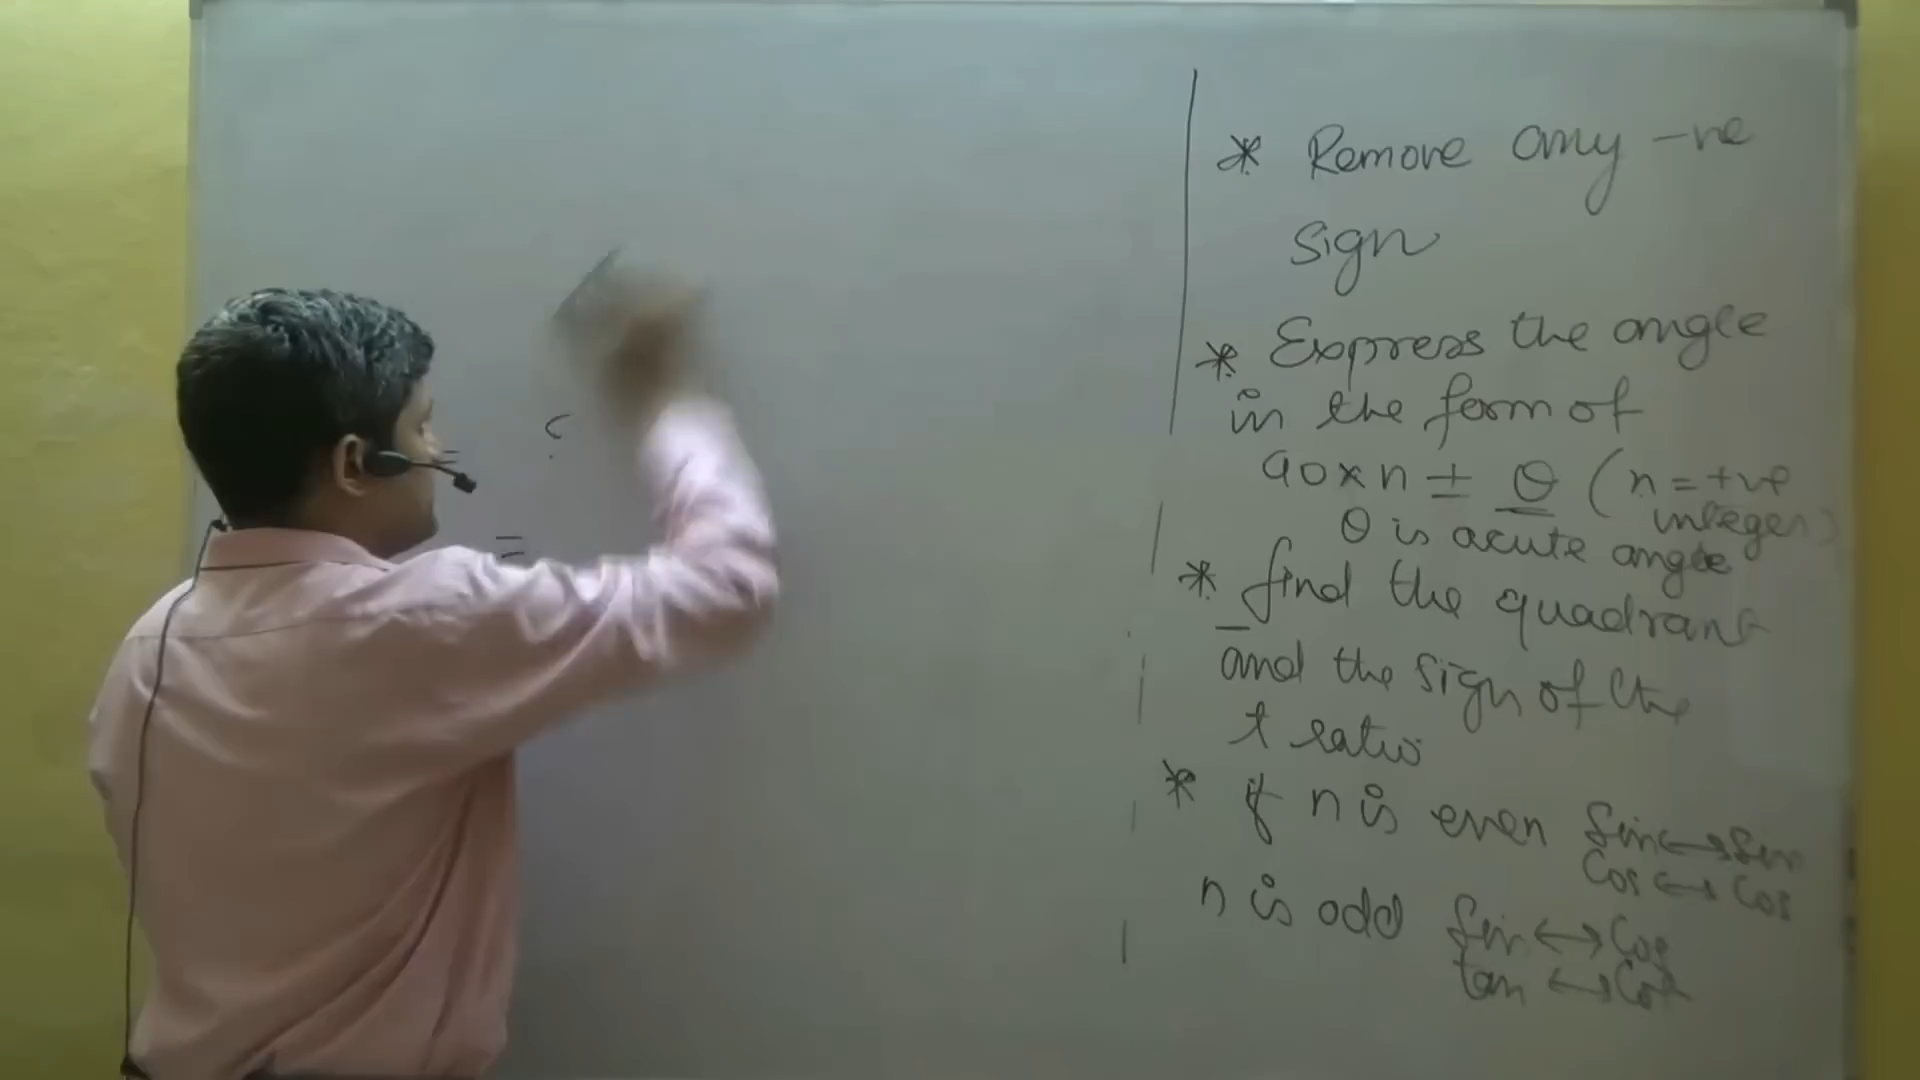 * Remove any -ve
sign
* Express the angle
in the form of
90×n ± θ (n=+ve
integer)
θ is acute angle
* find the quadrant
and the sign of the
t ratio
* if n is even Sin↔Sin
Cos↔Cos
n is odd Sin↔Cos
tan↔Cot
=
=